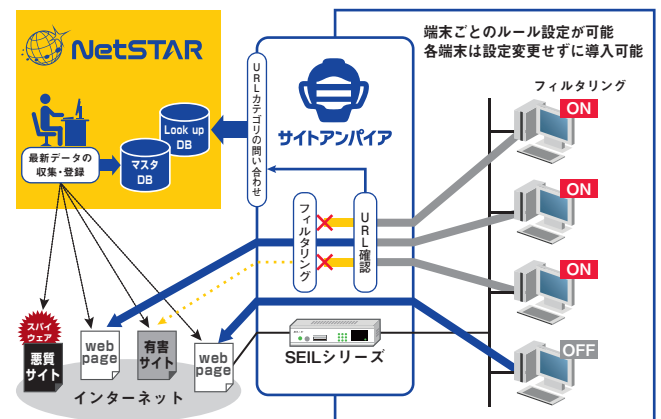 NetSTAR
最新データの
収集・登録
マスタ
DB
Look up
DB
URLカテゴリの問い合わせ
サイトアンパイア
端末ごとのルール設定が可能
各端末は設定変更せずに導入可能
フィルタリング
ON
ON
ON
OFF
フィルタリング
URL確認
SEILシリーズ
スパイ
ウェア
悪質
サイト
web
page
有害
サイト
web
page
インターネット